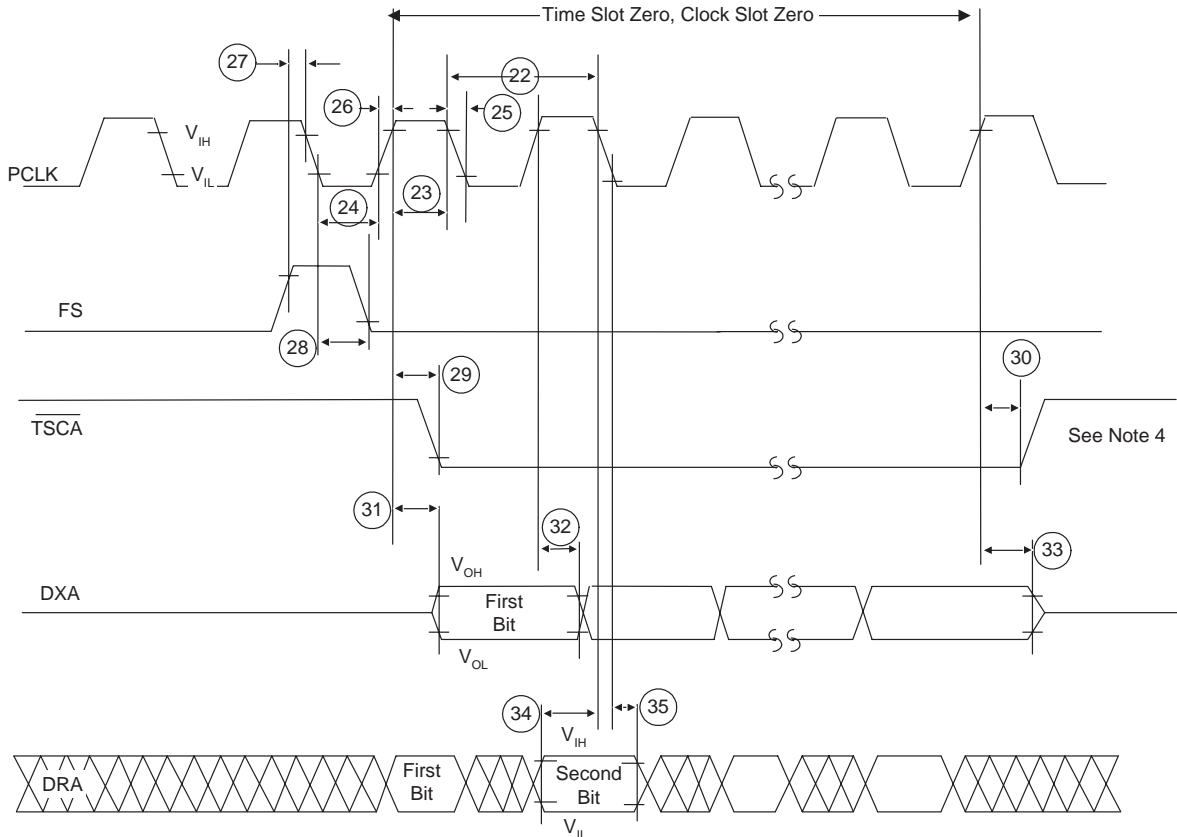 Time Slot Zero, Clock Slot Zero
27
22
26
25
V_IH
PCLK
V_IL
24
23
FS
28
29
30
TSCA
See Note 4
31
32
33
V_OH
DXA
First
Bit
V_OL
34
35
V_IH
DRA
First
Bit
Second
Bit
V_IL